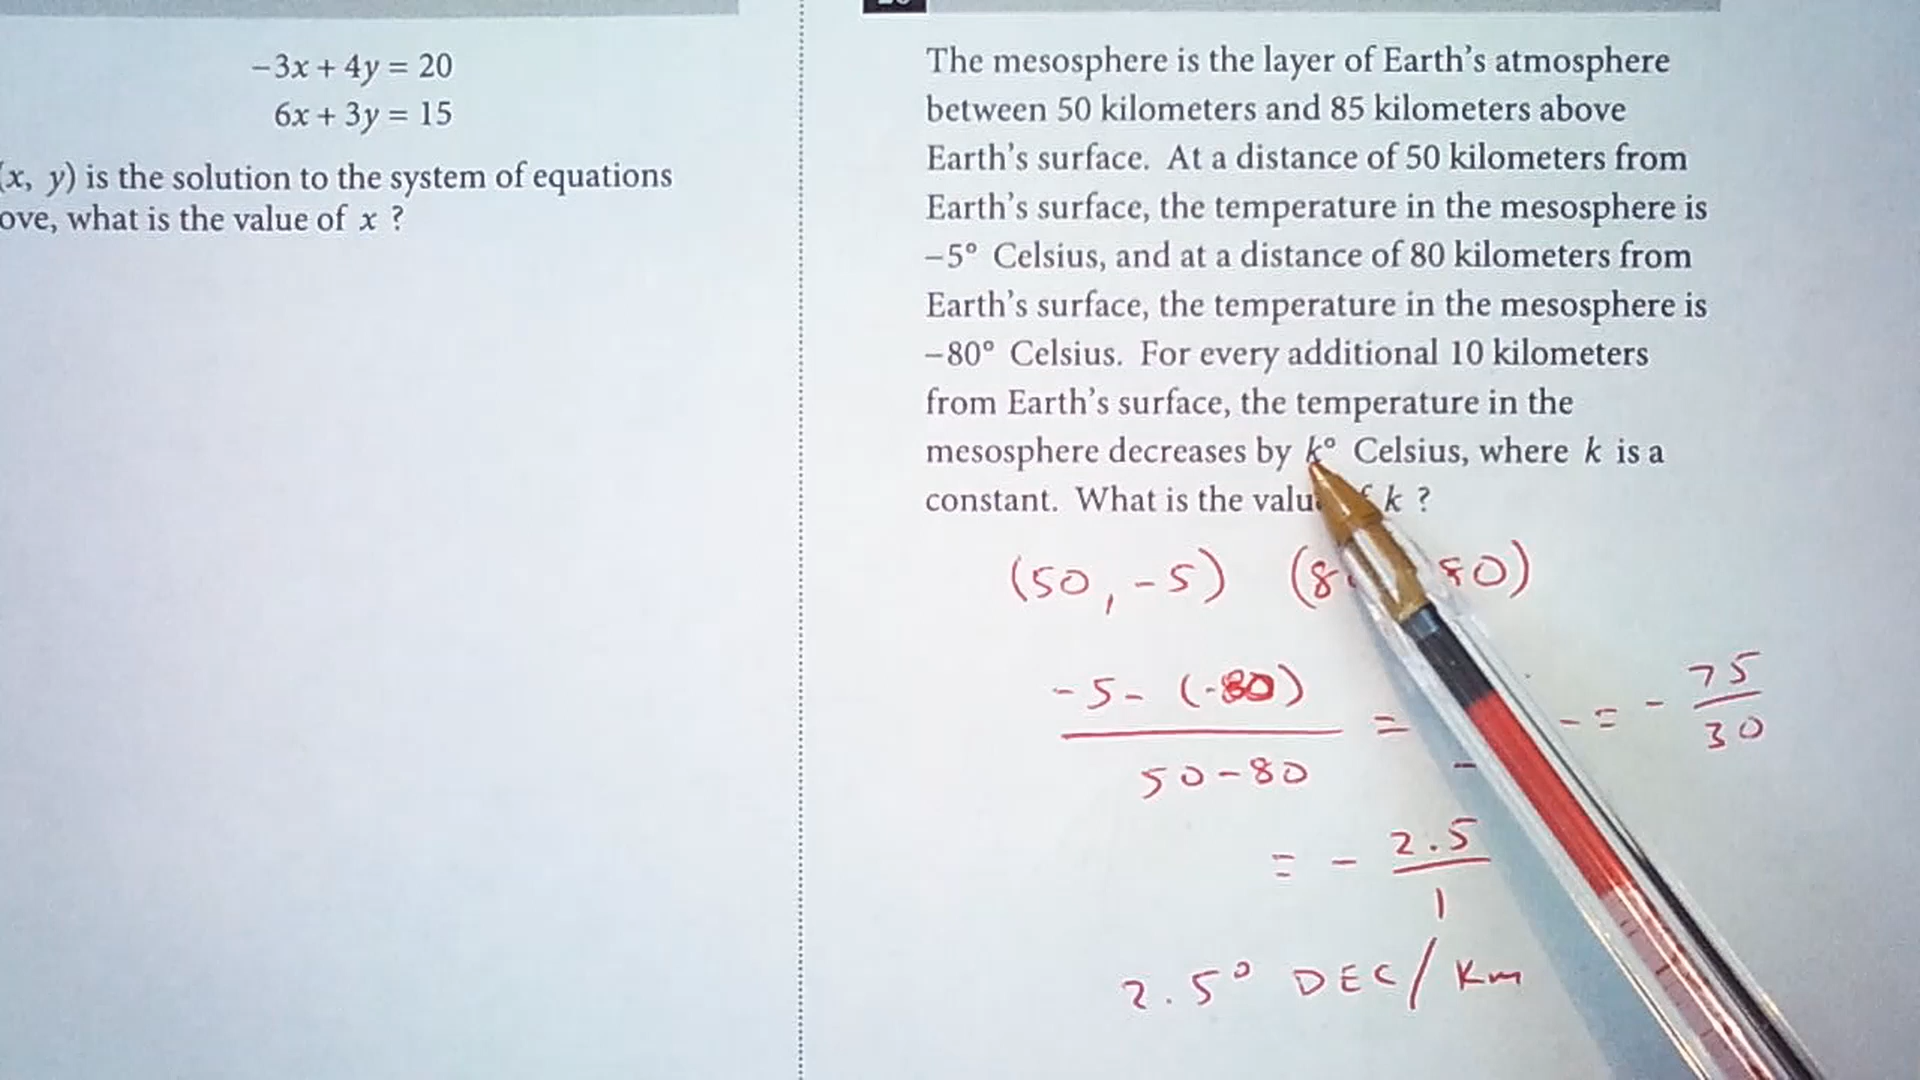 -3x + 4y = 20
6x + 3y = 15
(x, y) is the solution to the system of equations
ove, what is the value of x ?
The mesosphere is the layer of Earth's atmosphere
between 50 kilometers and 85 kilometers above
Earth's surface. At a distance of 50 kilometers from
Earth's surface, the temperature in the mesosphere is
-5° Celsius, and at a distance of 80 kilometers from
Earth's surface, the temperature in the mesosphere is
-80° Celsius. For every additional 10 kilometers
from Earth's surface, the temperature in the
mesosphere decreases by k° Celsius, where k is a
constant. What is the valu f k ?
(50, -5) (8 80)
-5 - (-80)
50 - 80
= - = - 75
30
= - 2.5
1
2.5° DEC/Km